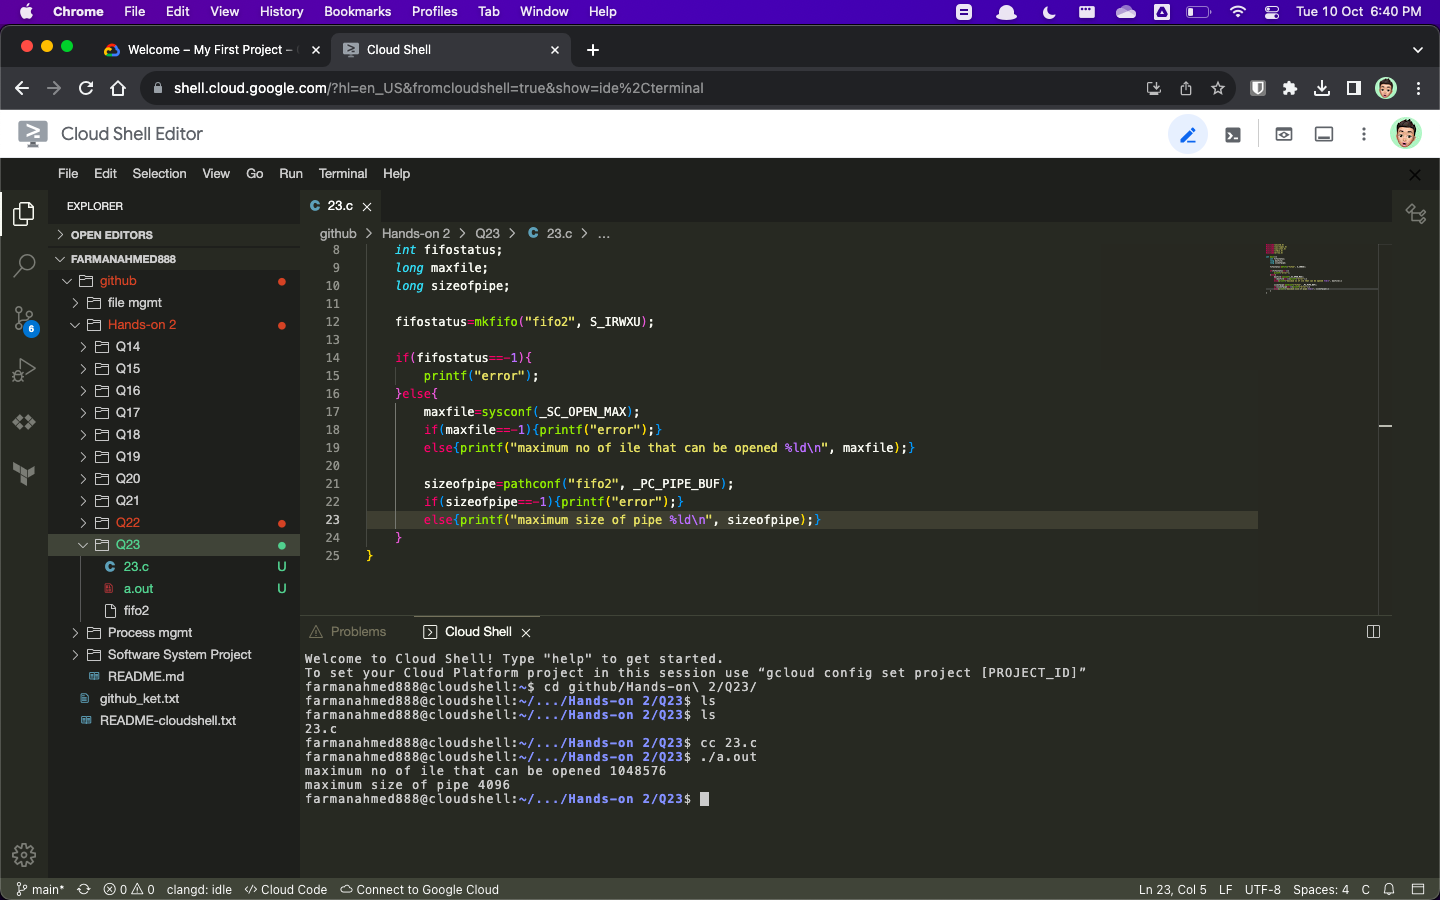 Chrome File Edit View History Bookmarks Profiles Tab Window Help Tue 10 Oct 6:40 PM
Welcome – My First Project – Cloud Shell
shell.cloud.google.com/?hl=en_US&fromcloudshell=true&show=ide%2Cterminal
Cloud Shell Editor
File Edit Selection View Go Run Terminal Help
EXPLORER
OPEN EDITORS
FARMANAHMED888
github
file mgmt
Hands-on 2
Q14
Q15
Q16
Q17
Q18
Q19
Q20
Q21
Q22
Q23
23.c U
a.out U
fifo2
Process mgmt
Software System Project
README.md
github_ket.txt
README-cloudshell.txt
6
C 23.c
github > Hands-on 2 > Q23 > C 23.c > ...
8 int fifostatus;
9 long maxfile;
10 long sizeofpipe;
11
12 fifostatus=mkfifo("fifo2", S_IRWXU);
13
14 if(fifostatus==-1){
15 printf("error");
16 }else{
17 maxfile=sysconf(_SC_OPEN_MAX);
18 if(maxfile==-1){printf("error");}
19 else{printf("maximum no of ile that can be opened %ld\n", maxfile);}
20
21 sizeofpipe=pathconf("fifo2", _PC_PIPE_BUF);
22 if(sizeofpipe==-1){printf("error");}
23 else{printf("maximum size of pipe %ld\n", sizeofpipe);}
24 }
25 }
Problems Cloud Shell
Welcome to Cloud Shell! Type "help" to get started.
To set your Cloud Platform project in this session use “gcloud config set project [PROJECT_ID]”
farmanahmed888@cloudshell:~$ cd github/Hands-on\ 2/Q23/
farmanahmed888@cloudshell:~/.../Hands-on 2/Q23$ ls
farmanahmed888@cloudshell:~/.../Hands-on 2/Q23$ ls
23.c
farmanahmed888@cloudshell:~/.../Hands-on 2/Q23$ cc 23.c
farmanahmed888@cloudshell:~/.../Hands-on 2/Q23$ ./a.out
maximum no of ile that can be opened 1048576
maximum size of pipe 4096
farmanahmed888@cloudshell:~/.../Hands-on 2/Q23$
main* 0 0 clangd: idle Cloud Code Connect to Google Cloud Ln 23, Col 5 LF UTF-8 Spaces: 4 C